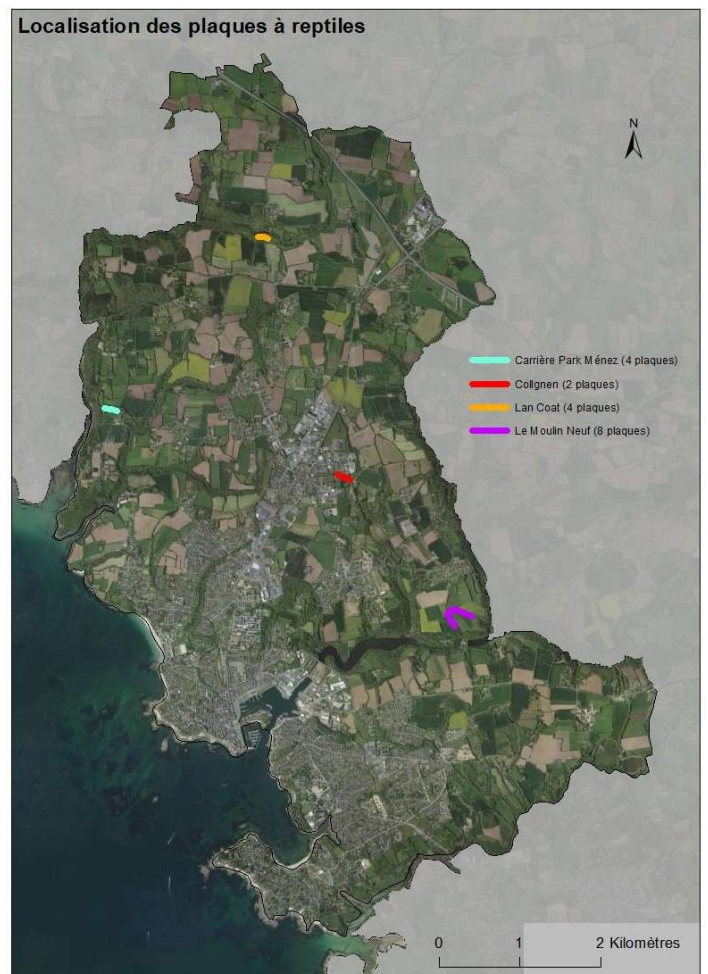 Localisation des plaques à reptiles
N
Carrière Park Ménez (4 plaques)
Colignen (2 plaques)
Lan Coat (4 plaques)
Le Moulin Neuf (8 plaques)
0 1 2 Kilomètres